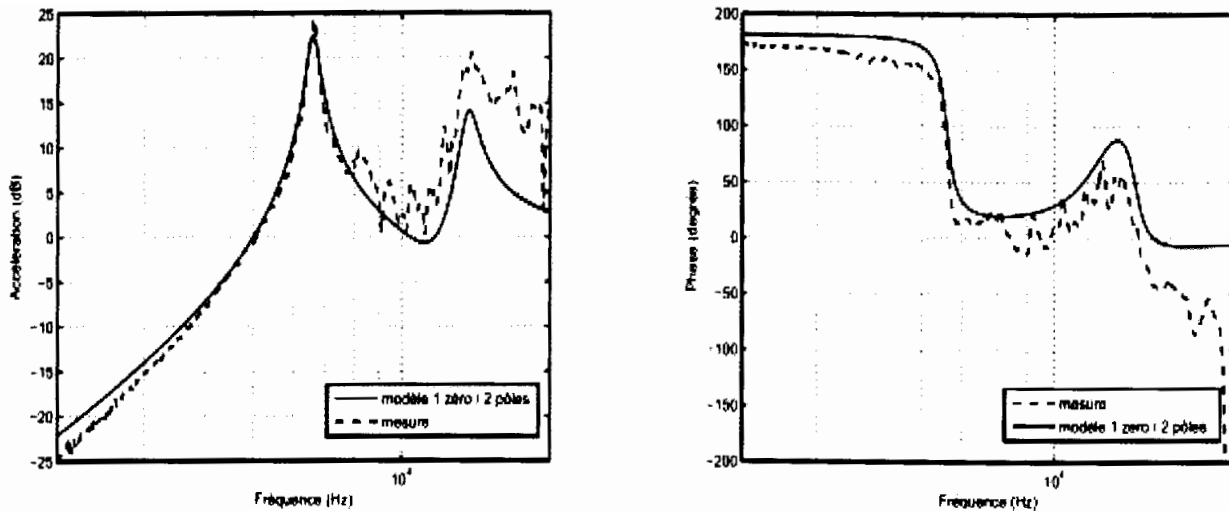 25
20
15
10
5
0
−5
−10
−15
−20
−25
Acceleration (dB)
modèle 1 zéro / 2 pôles
mesure
10⁴
Fréquence (Hz)
200
150
100
50
0
−50
−100
−150
−200
Phase (degrés)
mesure
modèle 1 zero / 2 pôles
10⁴
Fréquence (Hz)